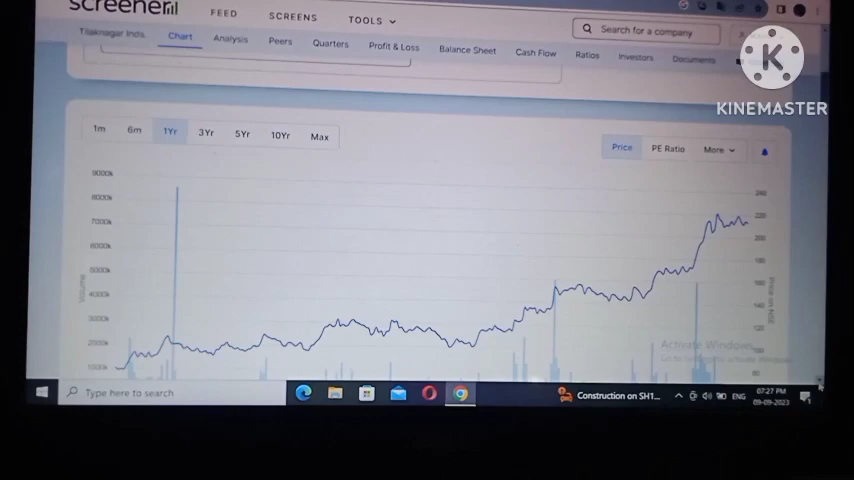 screener
FEED
SCREENS
TOOLS
Search for a company
Tilaknagar Inds.
Chart
Analysis
Peers
Quarters
Profit & Loss
Balance Sheet
Cash Flow
Ratios
Investors
Documents
KINEMASTER
1m
6m
1Yr
3Yr
5Yr
10Yr
Max
Price
PE Ratio
More
9000k
8000k
7000k
6000k
5000k
4000k
3000k
2000k
1000k
Volume
240
220
200
180
160
140
120
100
80
Price on NSE
Activate Windows
Type here to search
Construction on SH1...
ENG
07:27 PM
09-09-2023